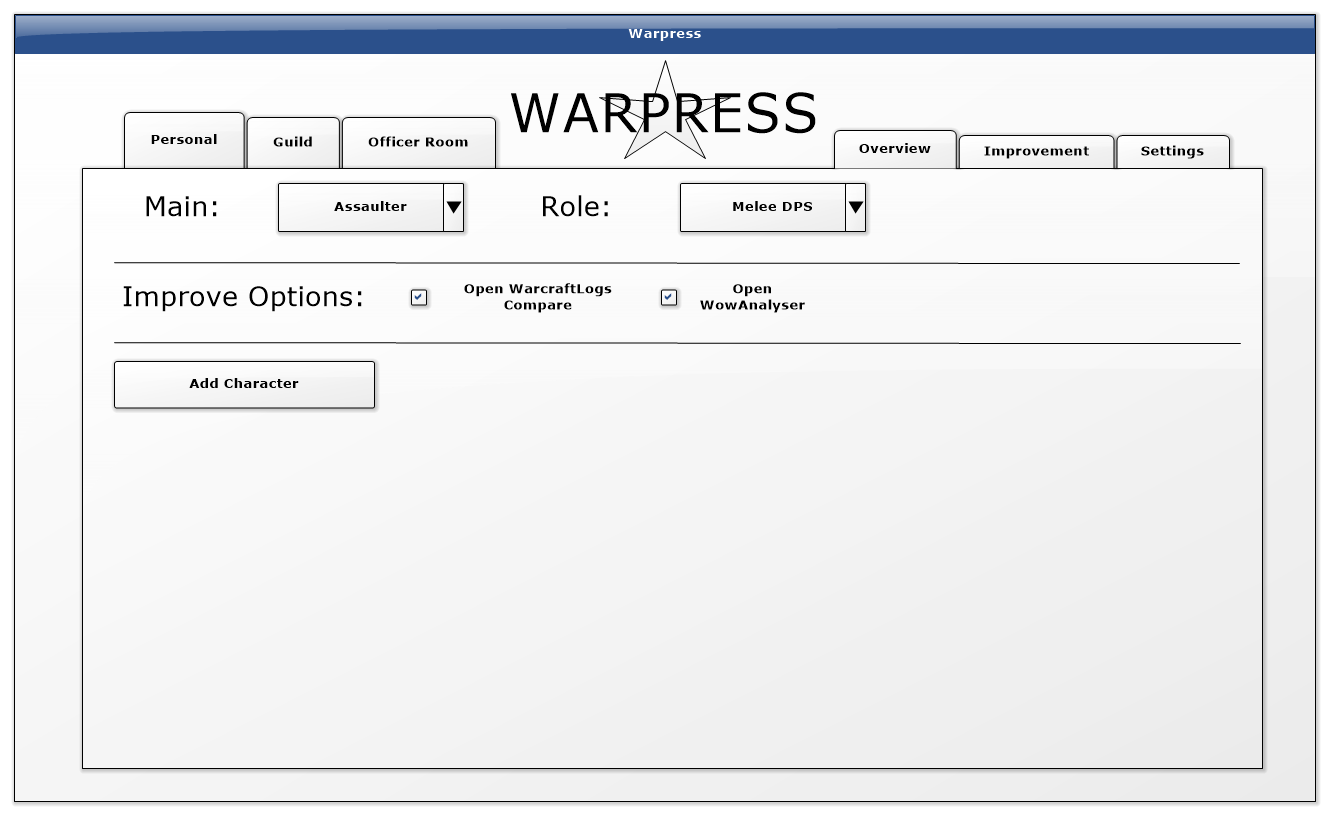 Warpress
WARPRESS
Personal
Guild
Officer Room
Overview
Improvement
Settings
Main:
Assaulter
Role:
Melee DPS
Improve Options:
Open WarcraftLogs
Compare
Open
WowAnalyser
Add Character